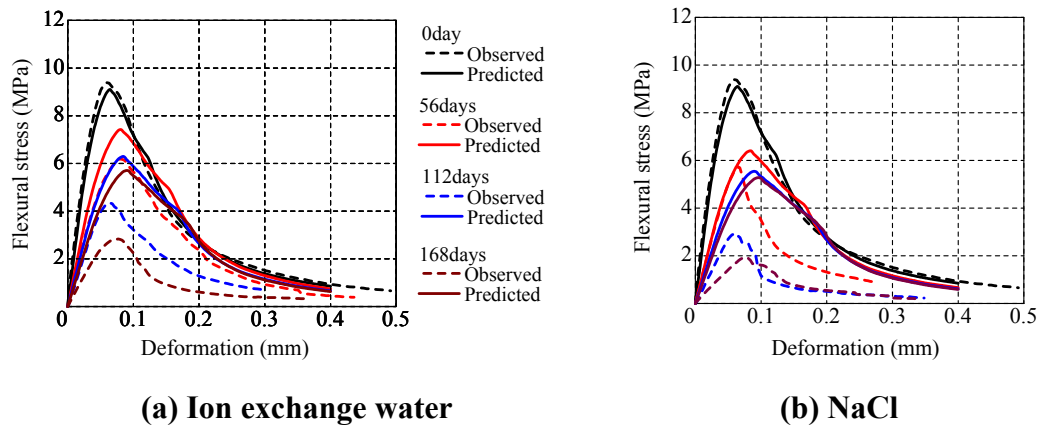 12
10
8
6
4
2
0
0.1
0.2
0.3
0.4
0.5
Flexural stress (MPa)
Deformation (mm)
0day
Observed
Predicted
56days
Observed
Predicted
112days
Observed
Predicted
168days
Observed
Predicted
12
10
8
6
4
2
0
0.1
0.2
0.3
0.4
0.5
Flexural stress (MPa)
Deformation (mm)
(a) Ion exchange water
(b) NaCl